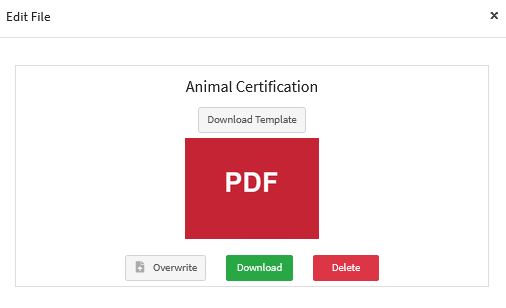 Edit File
×
Animal Certification
Download Template
PDF
Overwrite
Download
Delete